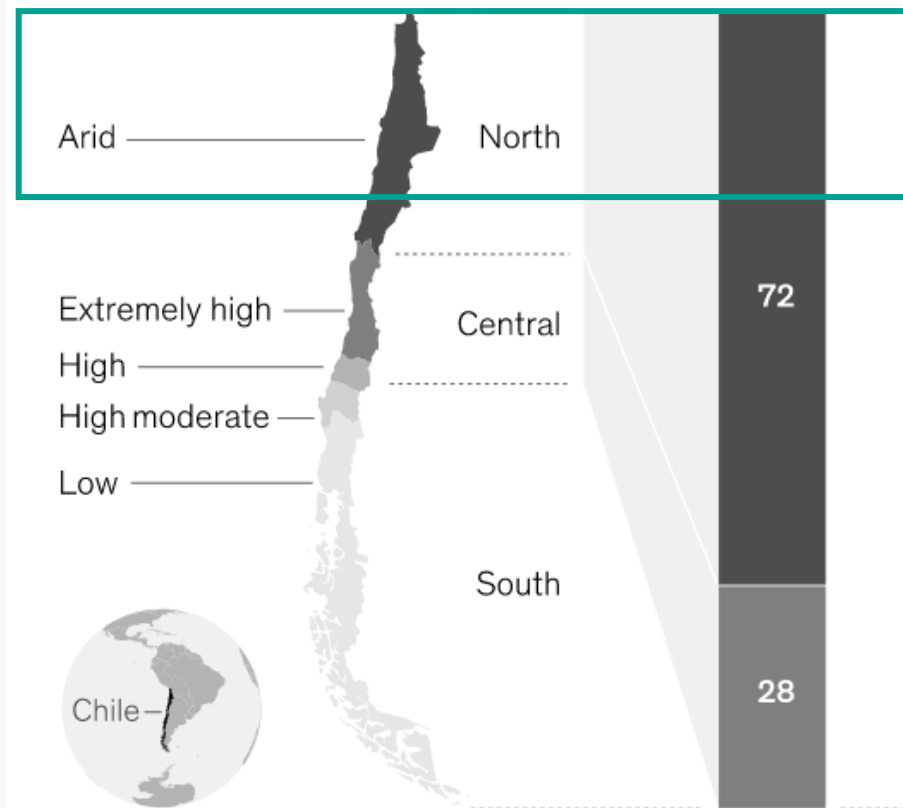 Arid
North
72
Extremely high
Central
High
High moderate
Low
South
28
Chile